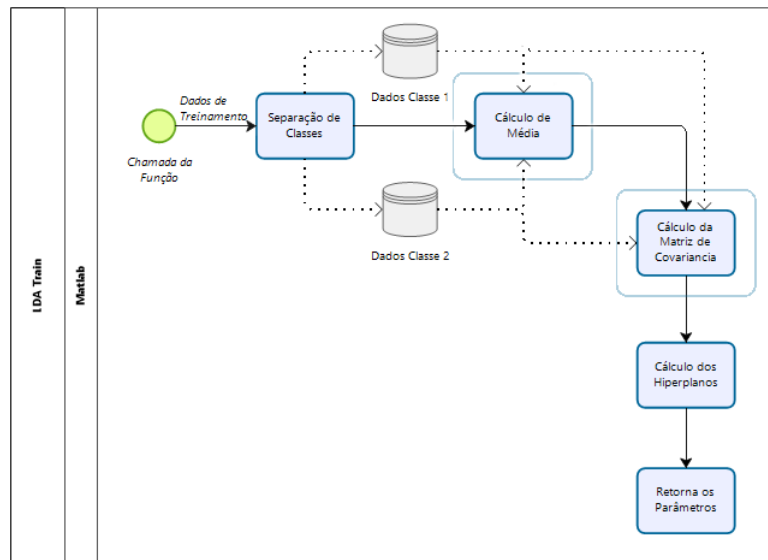 LDA Train
Matlab
Chamada da
Função
Dados de
Treinamento
Separação de
Classes
Dados Classe 1
Dados Classe 2
Cálculo de
Média
Cálculo da
Matriz de
Covariancia
Cálculo dos
Hiperplanos
Retorna os
Parâmetros